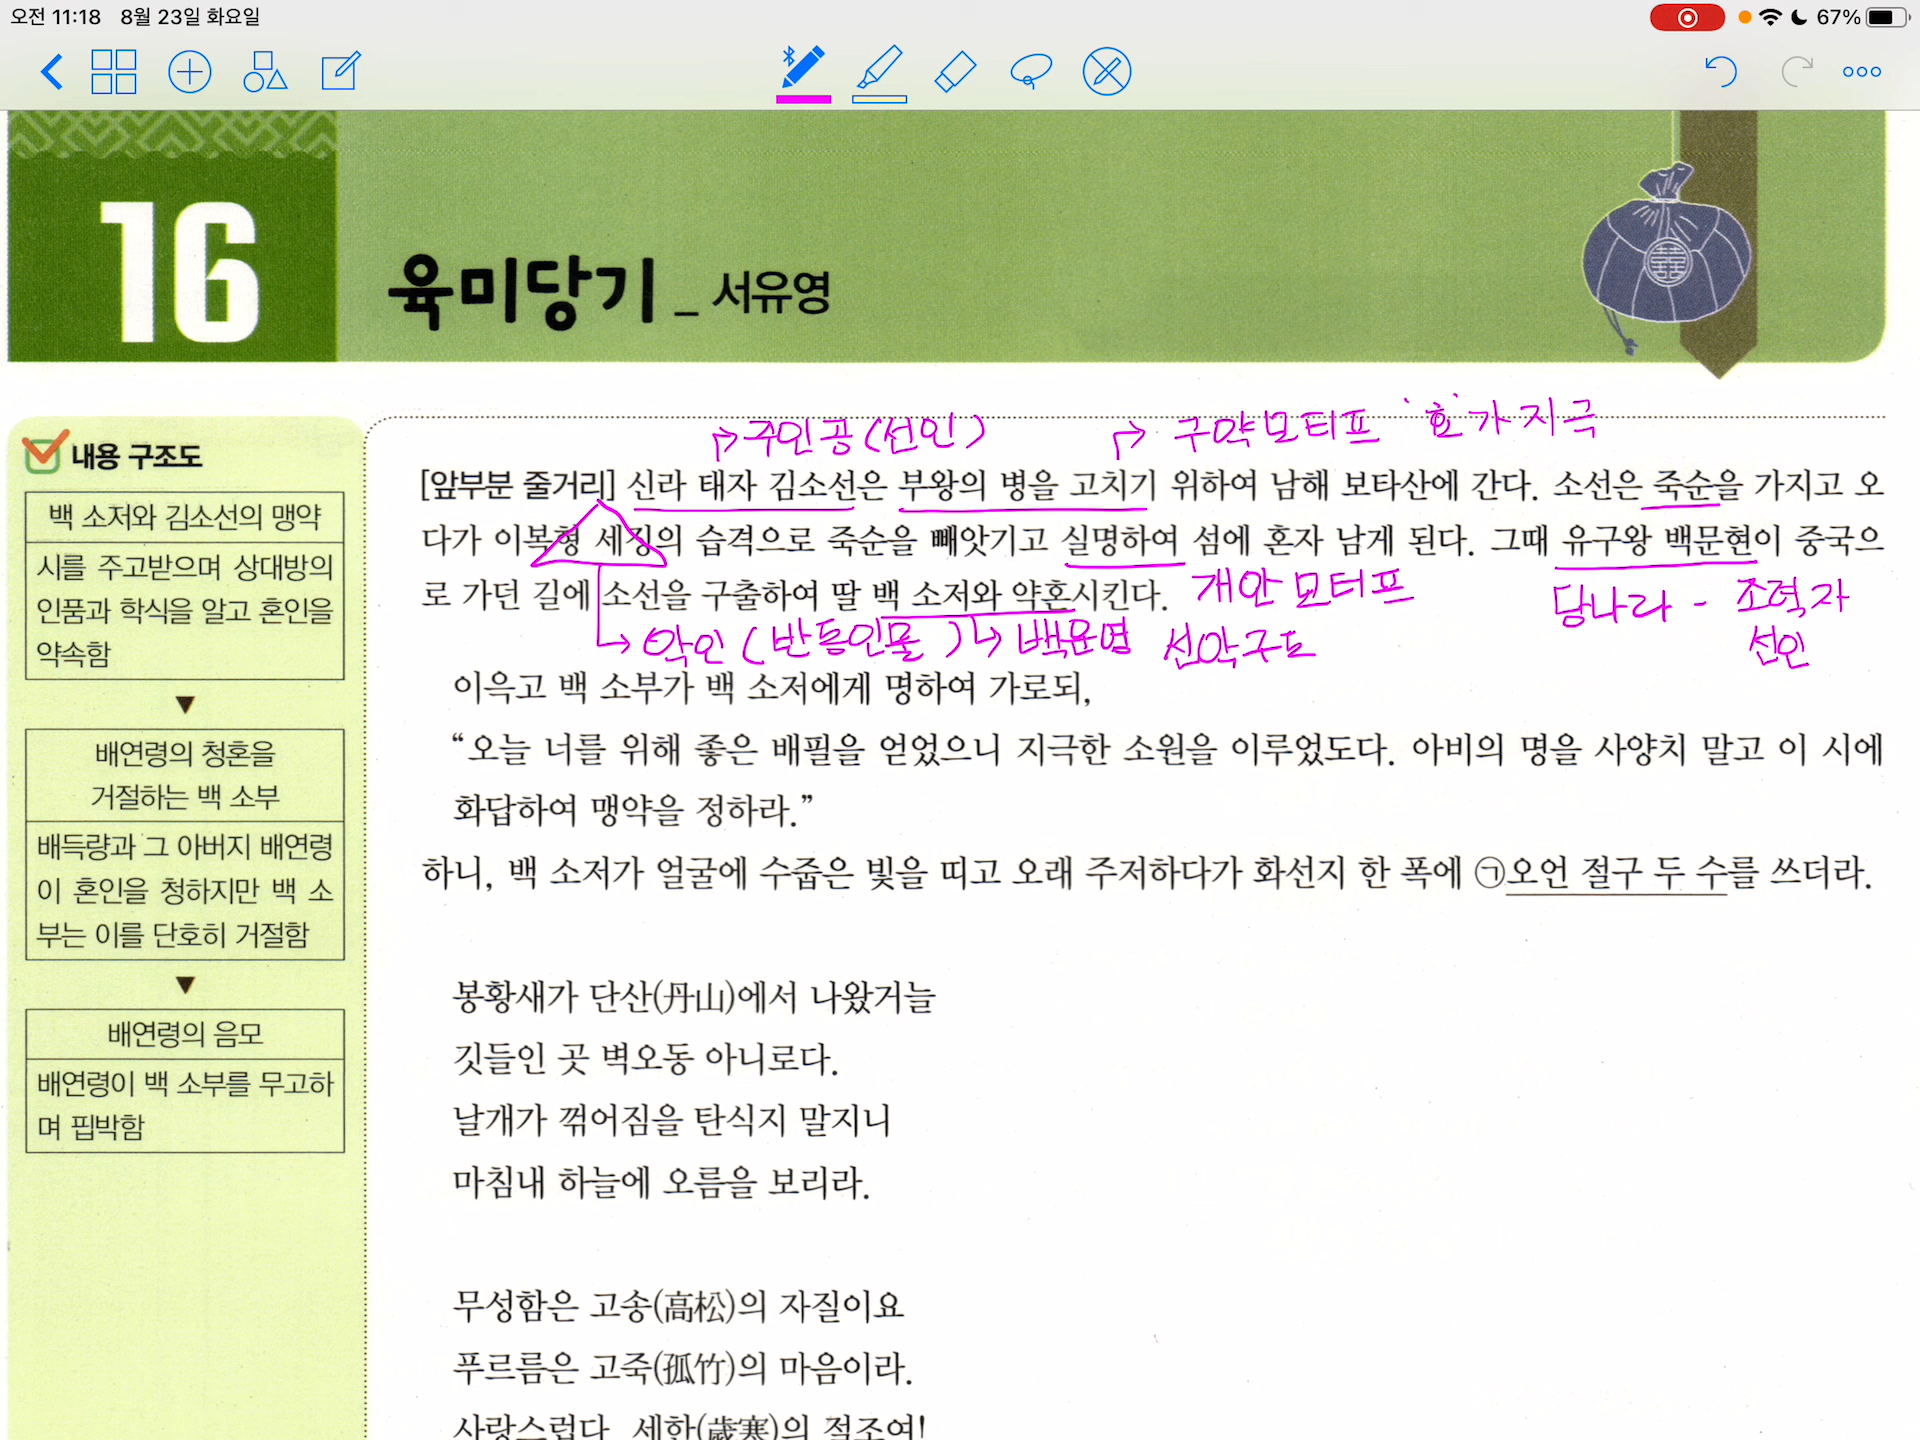 오전 11:18 8월 23일 화요일
67%
16
육미당기 _ 서유영
내용 구조도
백 소저와 김소선의 맹약
시를 주고받으며 상대방의
인품과 학식을 알고 혼인을
약속함
▼
배연령의 청혼을
거절하는 백 소부
배득량과 그 아버지 배연령
이 혼인을 청하지만 백 소
부는 이를 단호히 거절함
▼
배연령의 음모
배연령이 백 소부를 무고하
며 핍박함
주인공(선인)
구약모티프 '효'가 지극
[앞부분 줄거리] 신라 태자 김소선은 부왕의 병을 고치기 위하여 남해 보타산에 간다. 소선은 죽순을 가지고 오
다가 이복형 세징의 습격으로 죽순을 빼앗기고 실명하여 섬에 혼자 남게 된다. 그때 유구왕 백문현이 중국으
로 가던 길에 소선을 구출하여 딸 백 소저와 약혼시킨다.
개안 모터프
당나라 - 조력자
선인
악인 (반동인물)
백운영
선악구도
이윽고 백 소부가 백 소저에게 명하여 가로되,
“오늘 너를 위해 좋은 배필을 얻었으니 지극한 소원을 이루었도다. 아비의 명을 사양치 말고 이 시에
화답하여 맹약을 정하라.”
하니, 백 소저가 얼굴에 수줍은 빛을 띠고 오래 주저하다가 화선지 한 폭에 ㉠오언 절구 두 수를 쓰더라.
봉황새가 단산(丹山)에서 나왔거늘
깃들인 곳 벽오동 아니로다.
날개가 꺾어짐을 탄식지 말지니
마침내 하늘에 오름을 보리라.
무성함은 고송(高松)의 자질이요
푸르름은 고죽(孤竹)의 마음이라.
사랑스럽다, 세한(歲寒)의 절조여!